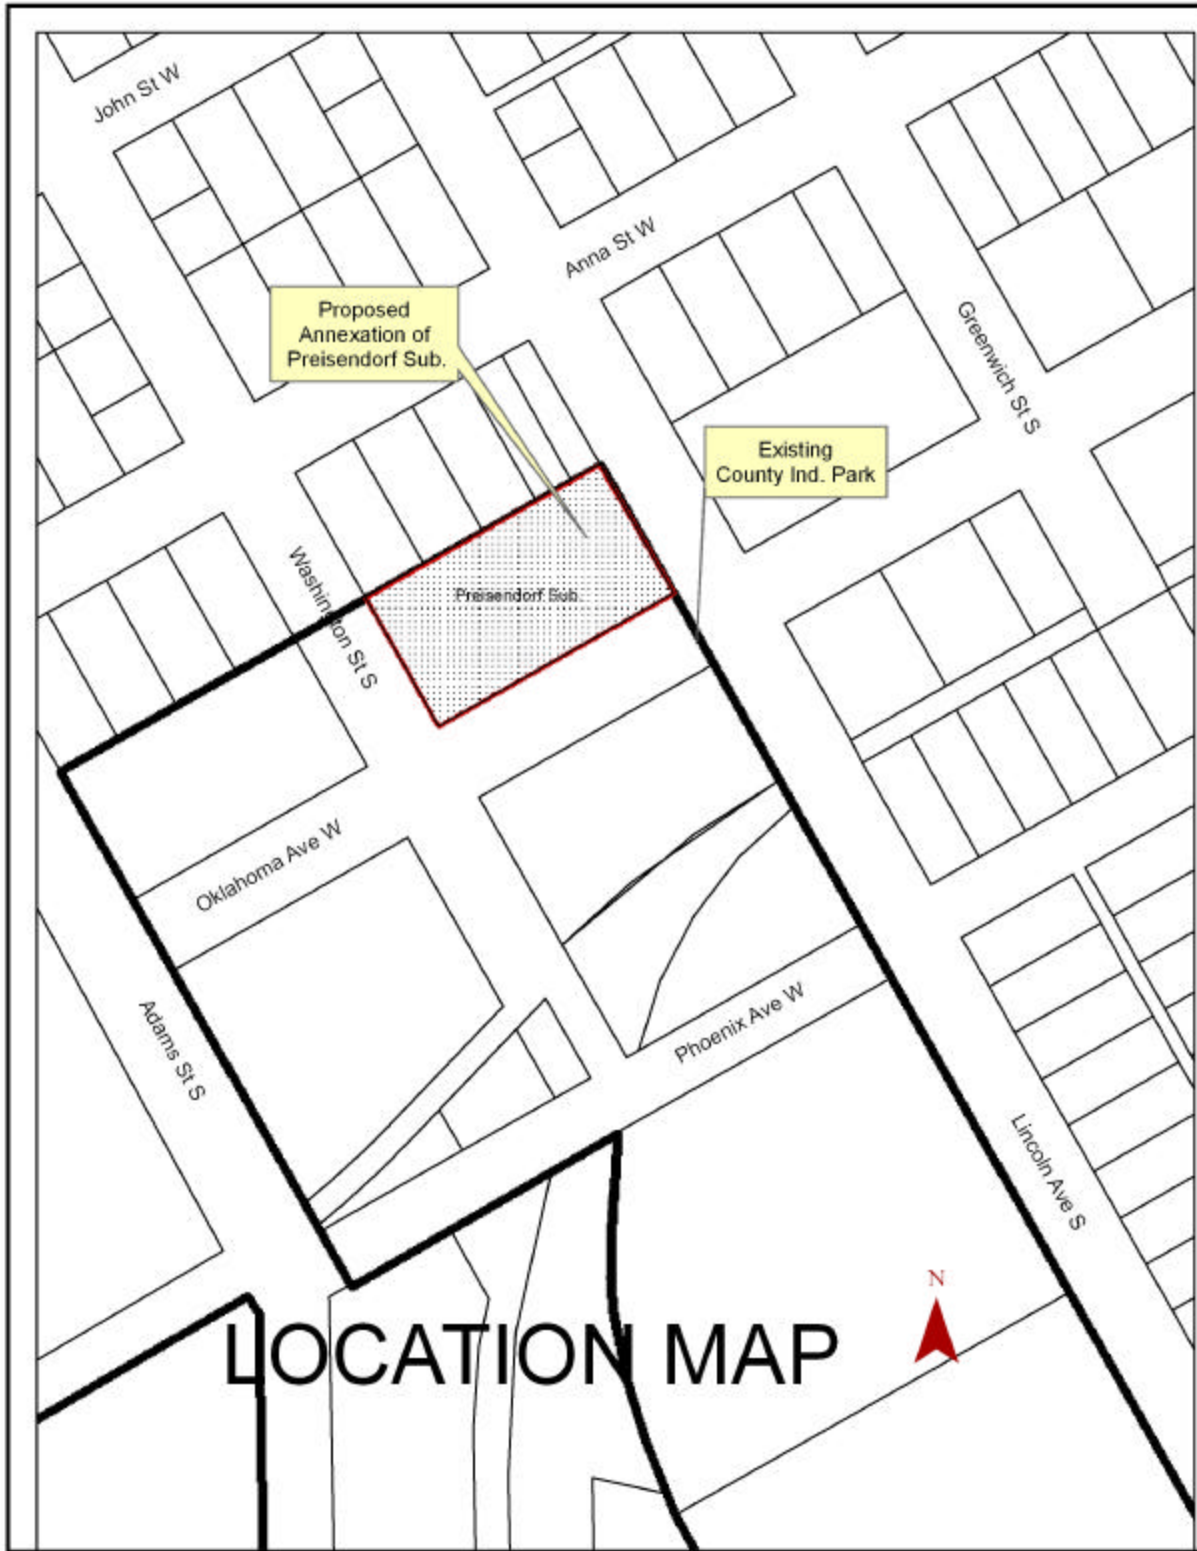 John St W
Anna St W
Proposed
Annexation of
Preisendorf Sub.
Greenwich St S
Existing
County Ind. Park
Washington St S
Preisendorf Sub.
Oklahoma Ave W
Adams St S
Phoenix Ave W
Lincoln Ave S
N
LOCATION MAP